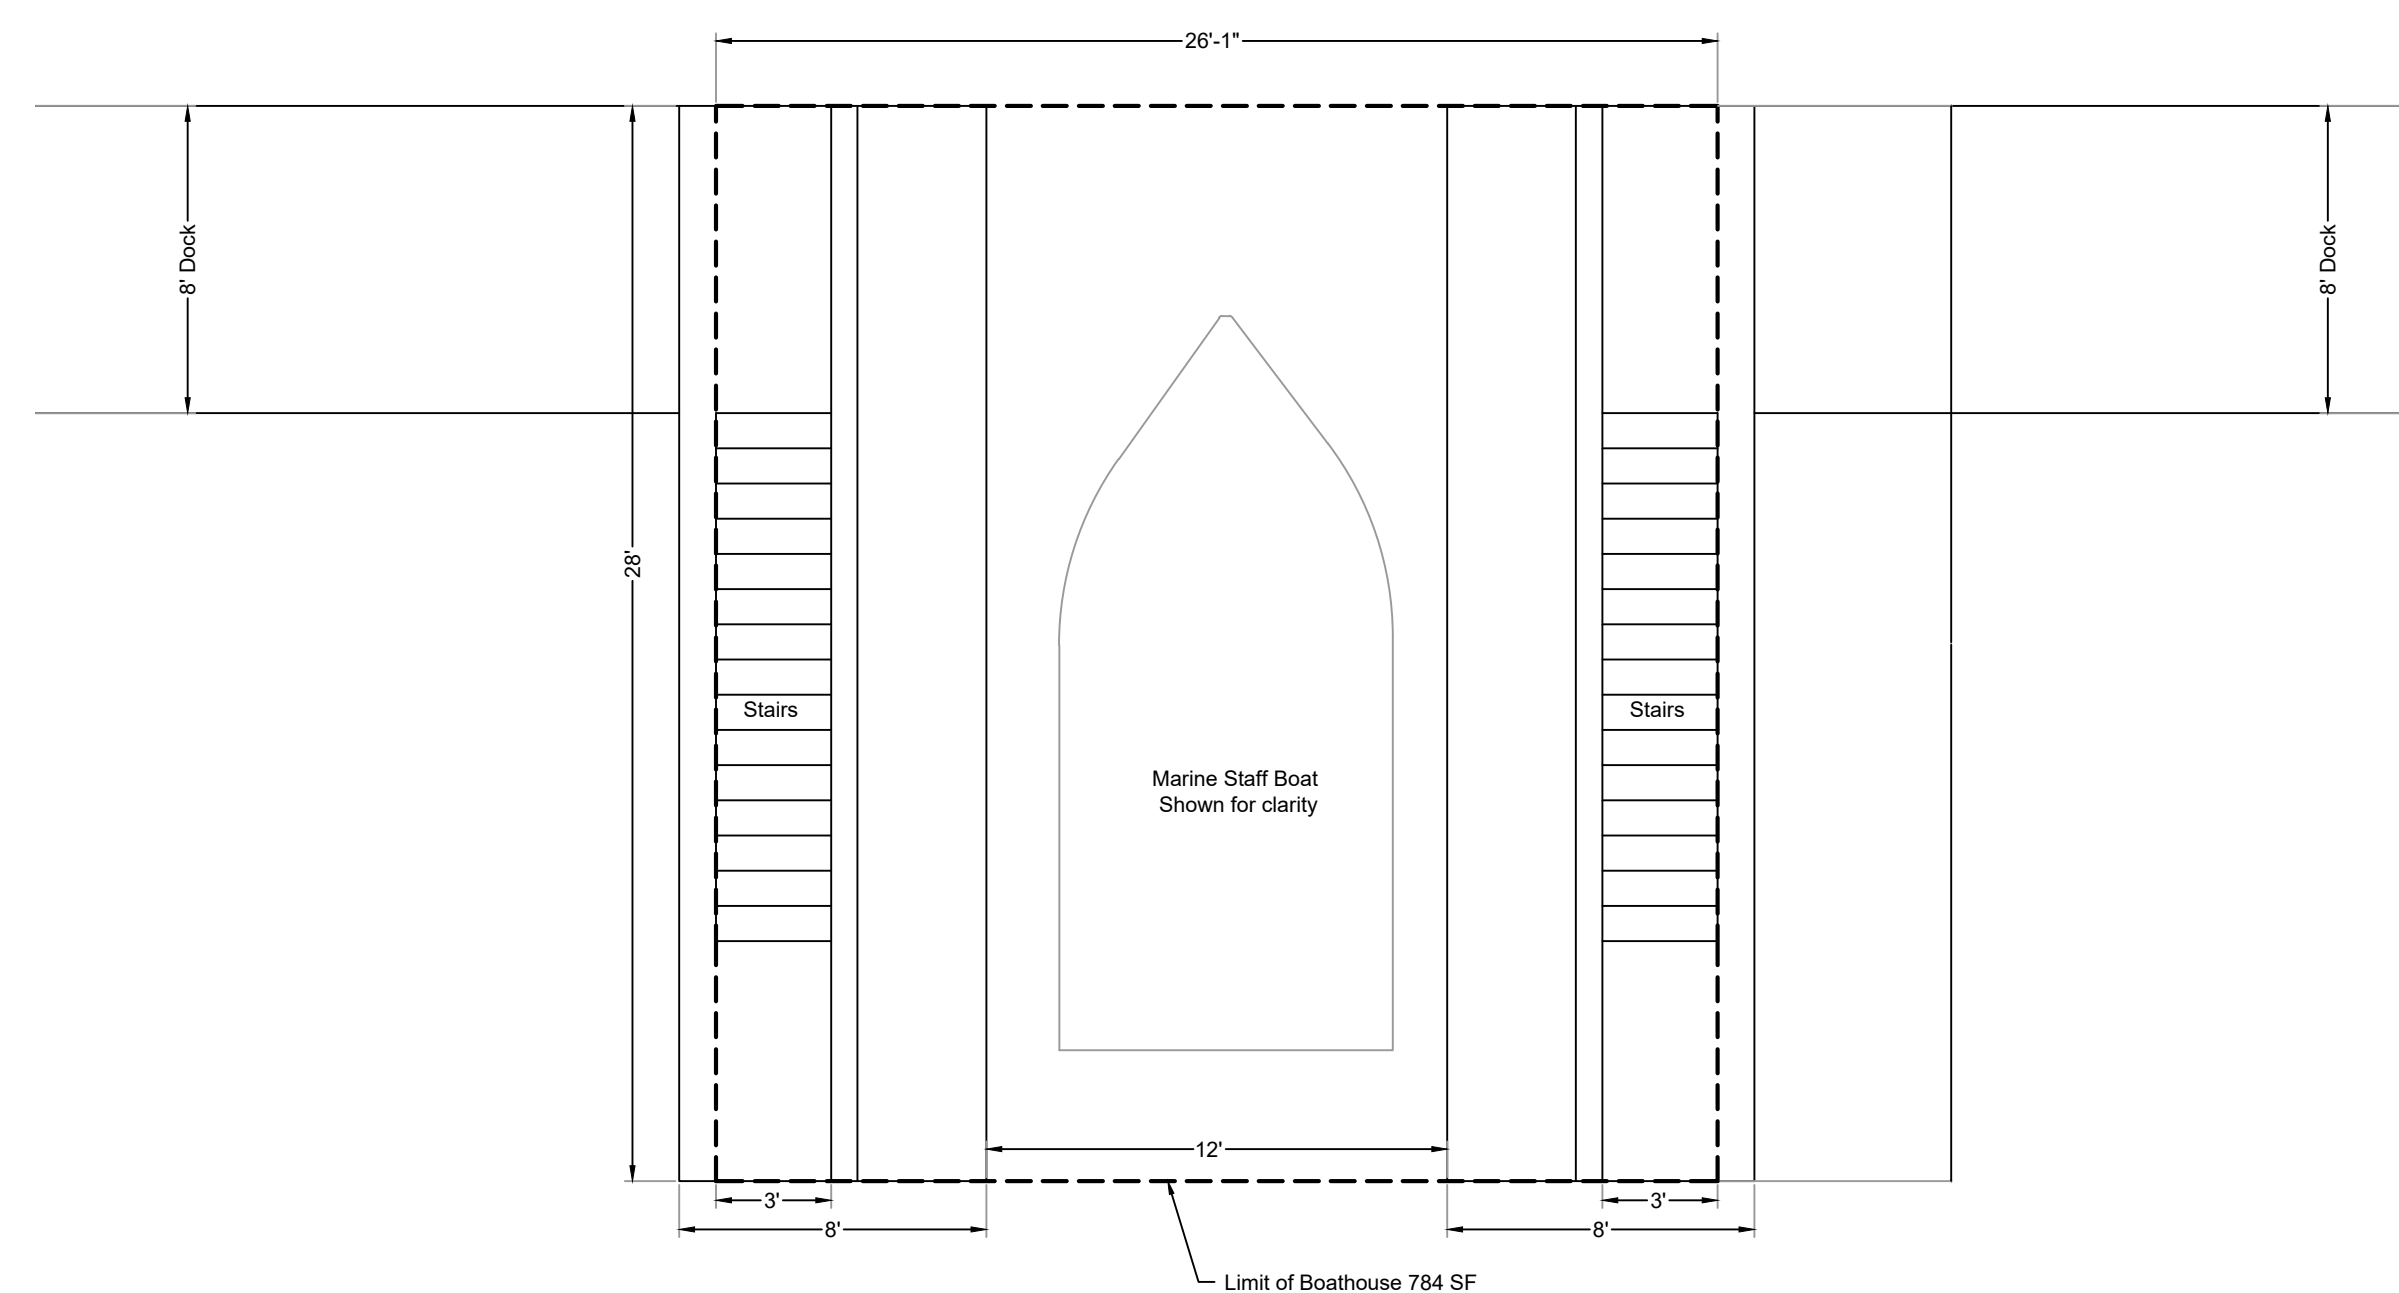 26'-1"
8' Dock
8' Dock
28'
Stairs
Stairs
Marine Staff Boat
Shown for clarity
12'
3'
3'
8'
8'
Limit of Boathouse 784 SF